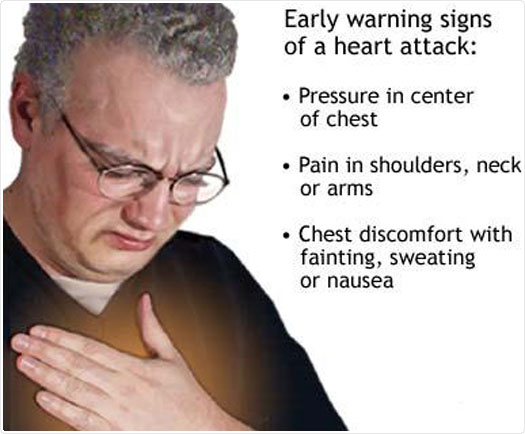 Early warning signs
of a heart attack:
• Pressure in center
of chest
• Pain in shoulders, neck
or arms
• Chest discomfort with
fainting, sweating
or nausea